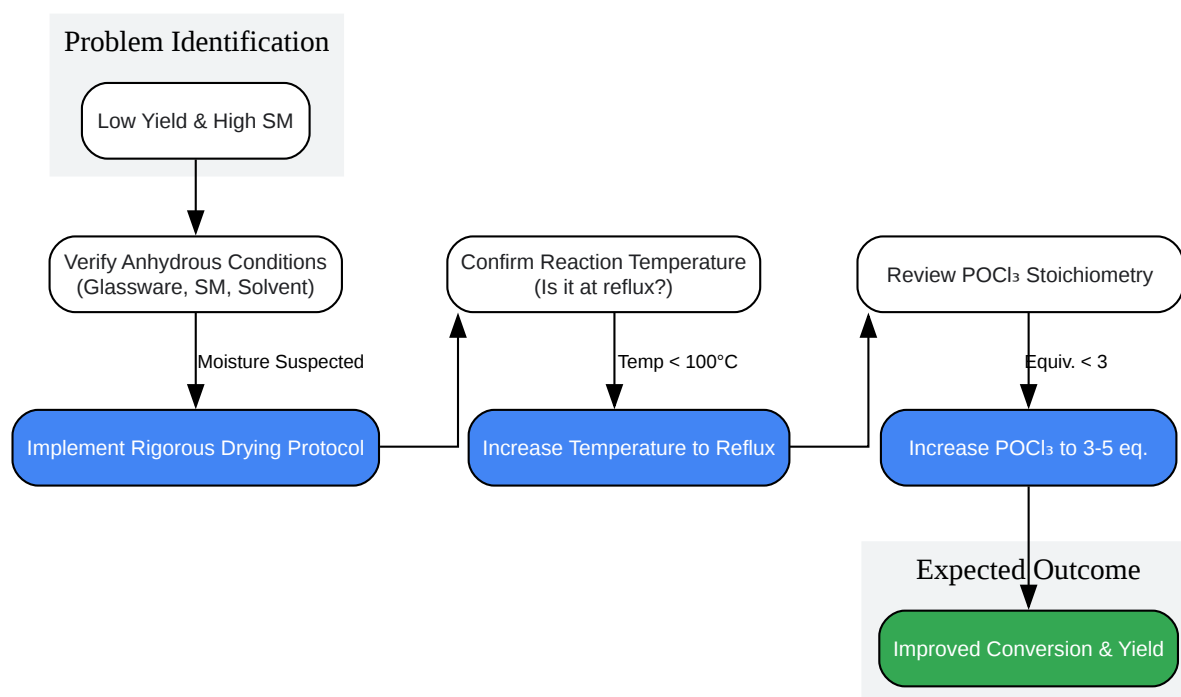 Problem Identification
Low Yield & High SM
Verify Anhydrous Conditions
(Glassware, SM, Solvent)
Moisture Suspected
Implement Rigorous Drying Protocol
Confirm Reaction Temperature
(Is it at reflux?)
Temp < 100°C
Increase Temperature to Reflux
Review POCl₃ Stoichiometry
Equiv. < 3
Increase POCl₃ to 3-5 eq.
Expected Outcome
Improved Conversion & Yield